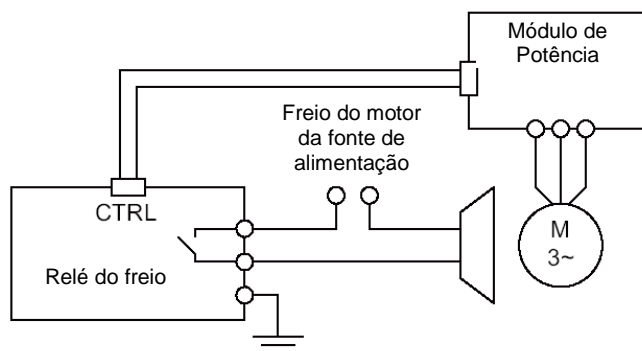 Módulo de
Potência
Freio do motor
da fonte de
alimentação
CTRL
Relé do freio
M
3~